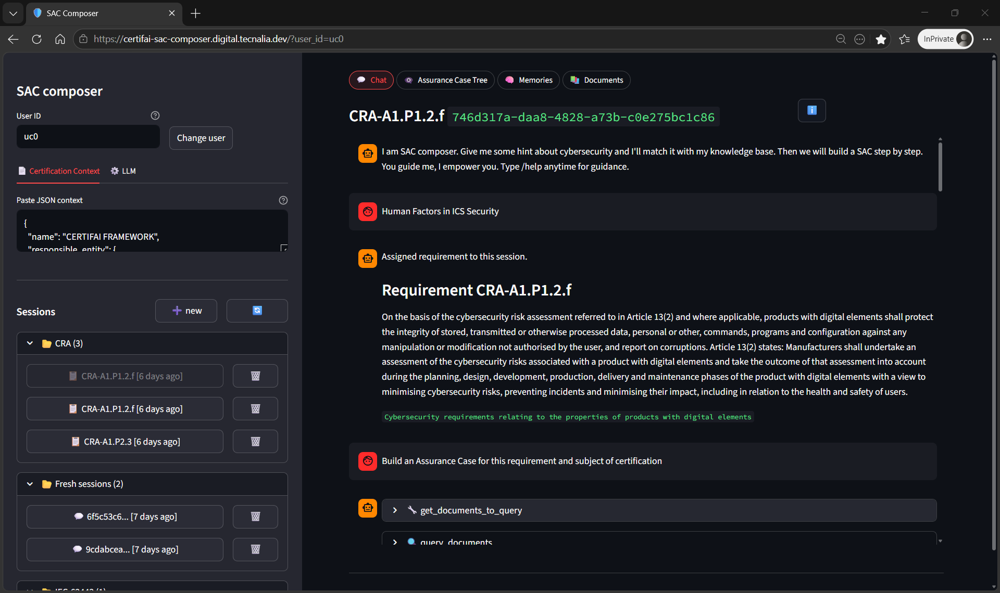 SAC Composer
https://certifai-sac-composer.digital.tecnalia.dev/?user_id=uc0
InPrivate
SAC composer
User ID
uc0
Change user
Certification Context
LLM
Paste JSON context
{
"name": "CERTIFAI FRAMEWORK",
"responsible_entity": {
Sessions
new
CRA (3)
CRA-A1.P1.2.f [6 days ago]
CRA-A1.P1.2.f [6 days ago]
CRA-A1.P2.3 [6 days ago]
Fresh sessions (2)
6f5c53c6... [7 days ago]
9cdabcea... [7 days ago]
Chat
Assurance Case Tree
Memories
Documents
CRA-A1.P1.2.f 746d317a-daa8-4828-a73b-c0e275bc1c86
I am SAC composer. Give me some hint about cybersecurity and I'll match it with my knowledge base. Then we will build a SAC step by step.
You guide me, I empower you. Type /help anytime for guidance.
Human Factors in ICS Security
Assigned requirement to this session.
Requirement CRA-A1.P1.2.f
On the basis of the cybersecurity risk assessment referred to in Article 13(2) and where applicable, products with digital elements shall protect
the integrity of stored, transmitted or otherwise processed data, personal or other, commands, programs and configuration against any
manipulation or modification not authorised by the user, and report on corruptions. Article 13(2) states: Manufacturers shall undertake an
assessment of the cybersecurity risks associated with a product with digital elements and take the outcome of that assessment into account
during the planning, design, development, production, delivery and maintenance phases of the product with digital elements with a view to
minimising cybersecurity risks, preventing incidents and minimising their impact, including in relation to the health and safety of users.
Cybersecurity requirements relating to the properties of products with digital elements
Build an Assurance Case for this requirement and subject of certification
get_documents_to_query
query_documents